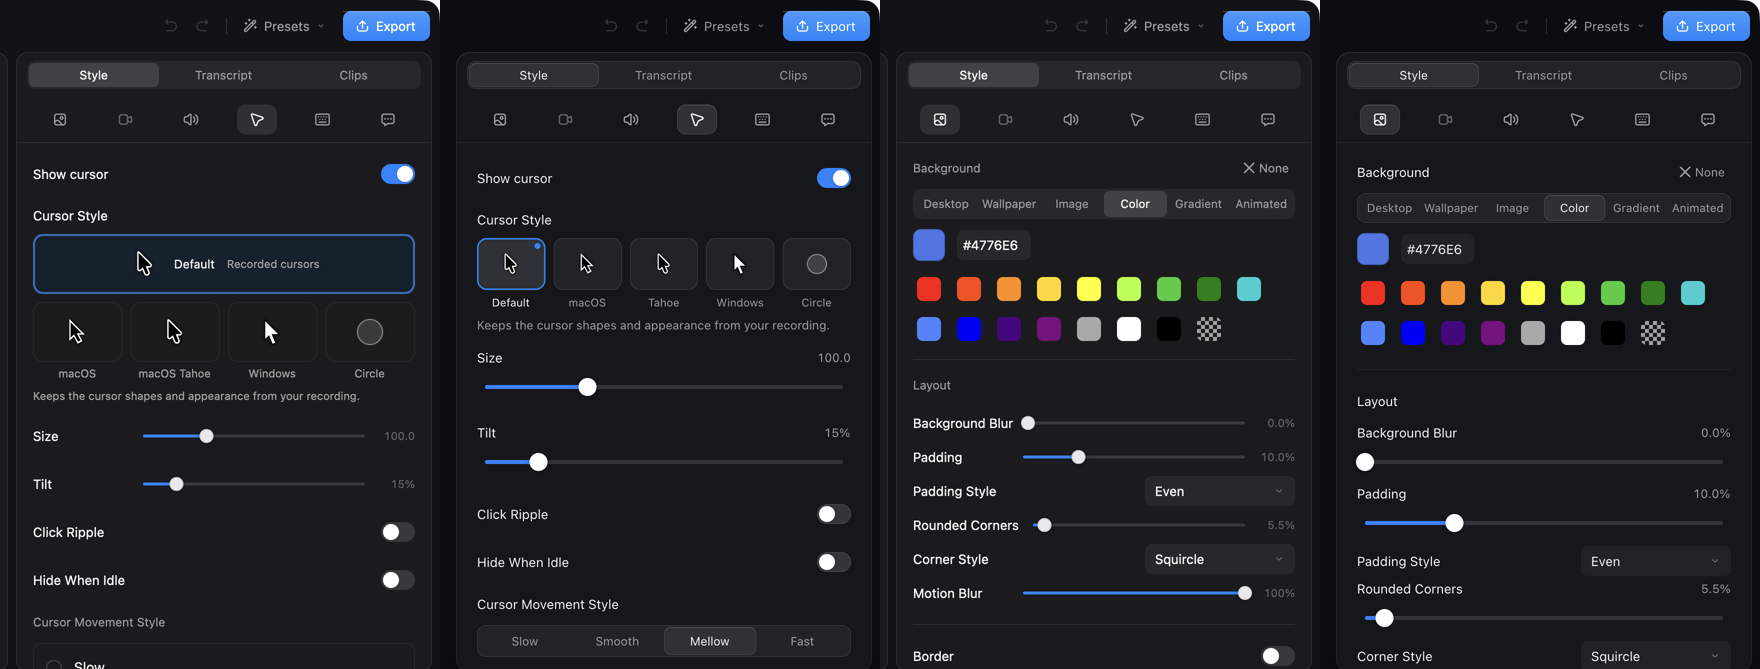 Presets
Export
Style Transcript Clips
Show cursor
Cursor Style
Default Recorded cursors
macOS macOS Tahoe Windows Circle
Keeps the cursor shapes and appearance from your recording.
Size 100.0
Tilt 15%
Click Ripple
Hide When Idle
Cursor Movement Style
Slow
Presets
Export
Style Transcript Clips
Show cursor
Cursor Style
Default macOS Tahoe Windows Circle
Keeps the cursor shapes and appearance from your recording.
Size 100.0
Tilt 15%
Click Ripple
Hide When Idle
Cursor Movement Style
Slow Smooth Mellow Fast
Presets
Export
Style Transcript Clips
Background None
Desktop Wallpaper Image Color Gradient Animated
#4776E6
Layout
Background Blur 0.0%
Padding 10.0%
Padding Style Even
Rounded Corners 5.5%
Corner Style Squircle
Motion Blur 100%
Border
Presets
Export
Style Transcript Clips
Background None
Desktop Wallpaper Image Color Gradient Animated
#4776E6
Layout
Background Blur 0.0%
Padding 10.0%
Padding Style Even
Rounded Corners 5.5%
Corner Style Squircle